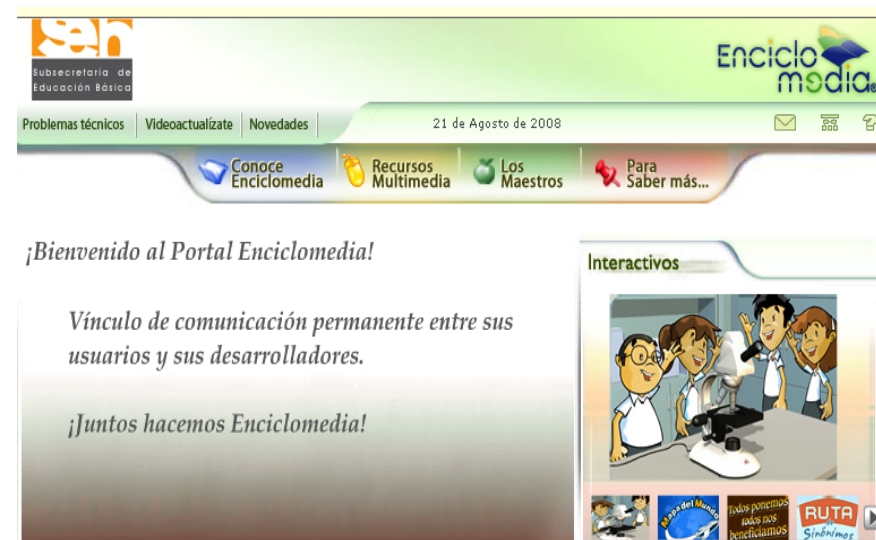 seb
Subsecretaría de
Educación Básica
Enciclo
media
Problemas técnicos
Videoactualízate
Novedades
21 de Agosto de 2008
Conoce
Enciclomedia
Recursos
Multimedia
Los
Maestros
Para
Saber más...
¡Bienvenido al Portal Enciclomedia!
Vínculo de comunicación permanente entre sus
usuarios y sus desarrolladores.
¡Juntos hacemos Enciclomedia!
Interactivos
Mapa del Mundo
Todos ponemos
todos nos
beneficiamos
RUTA
de
Sinónimos